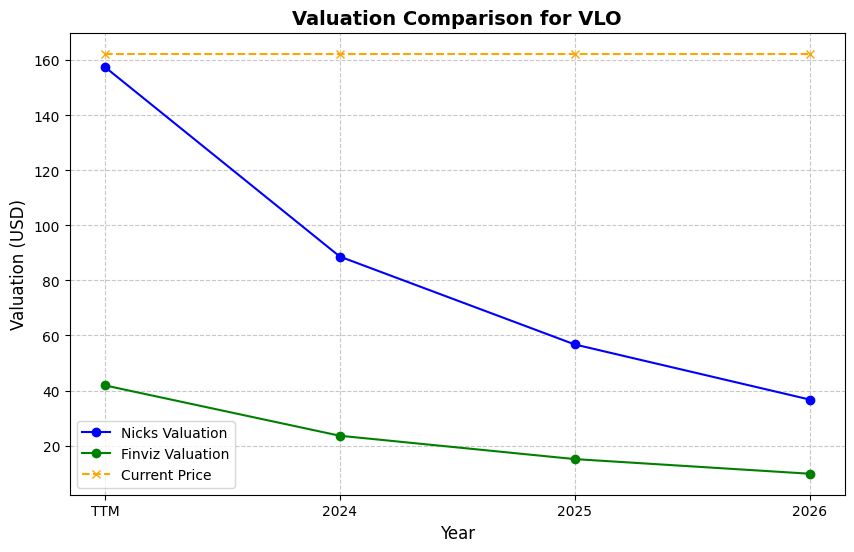 Valuation Comparison for VLO
Valuation (USD)
160
140
120
100
80
60
40
20
Nicks Valuation
Finviz Valuation
Current Price
TTM 2024 2025 2026
Year